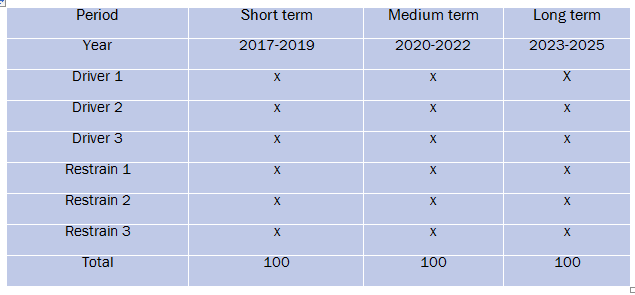 Period Short term Medium term Long term
Year 2017-2019 2020-2022 2023-2025
Driver 1 x x X
Driver 2 x x x
Driver 3 x x x
Restrain 1 x x x
Restrain 2 x x x
Restrain 3 x x x
Total 100 100 100